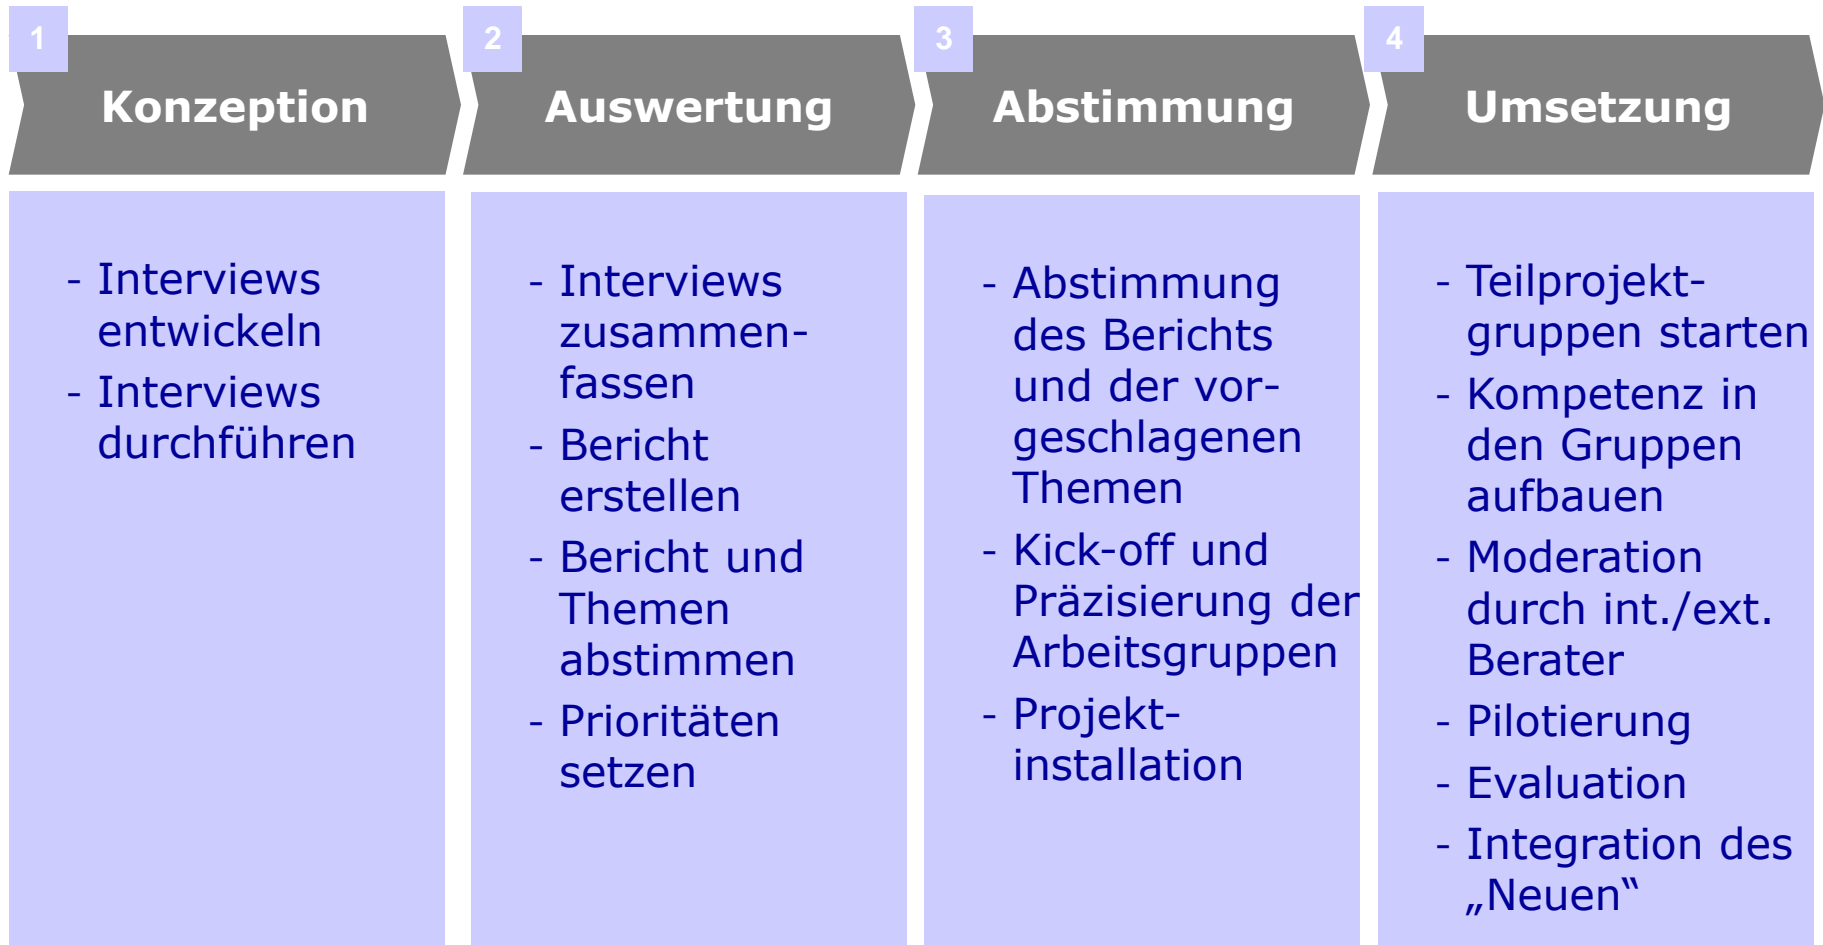 1
Konzeption
- Interviews
entwickeln
- Interviews
durchführen
2
Auswertung
- Interviews
zusammen-
fassen
- Bericht
erstellen
- Bericht und
Themen
abstimmen
- Prioritäten
setzen
3
Abstimmung
- Abstimmung
des Berichts
und der vor-
geschlagenen
Themen
- Kick-off und
Präzisierung der
Arbeitsgruppen
- Projekt-
installation
4
Umsetzung
- Teilprojekt-
gruppen starten
- Kompetenz in
den Gruppen
aufbauen
- Moderation
durch int./ext.
Berater
- Pilotierung
- Evaluation
- Integration des
„Neuen“